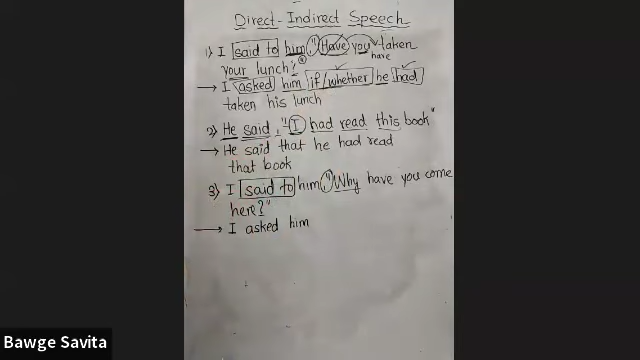 Direct-Indirect Speech
1) I said to him, "Have you taken
have
your lunch?"
→ I asked him if/whether he had
taken his lunch
2) He said, "I had read this book"
→ He said that he had read
that book
3) I said to him, "Why have you come
here?"
→ I asked him
Bawge Savita